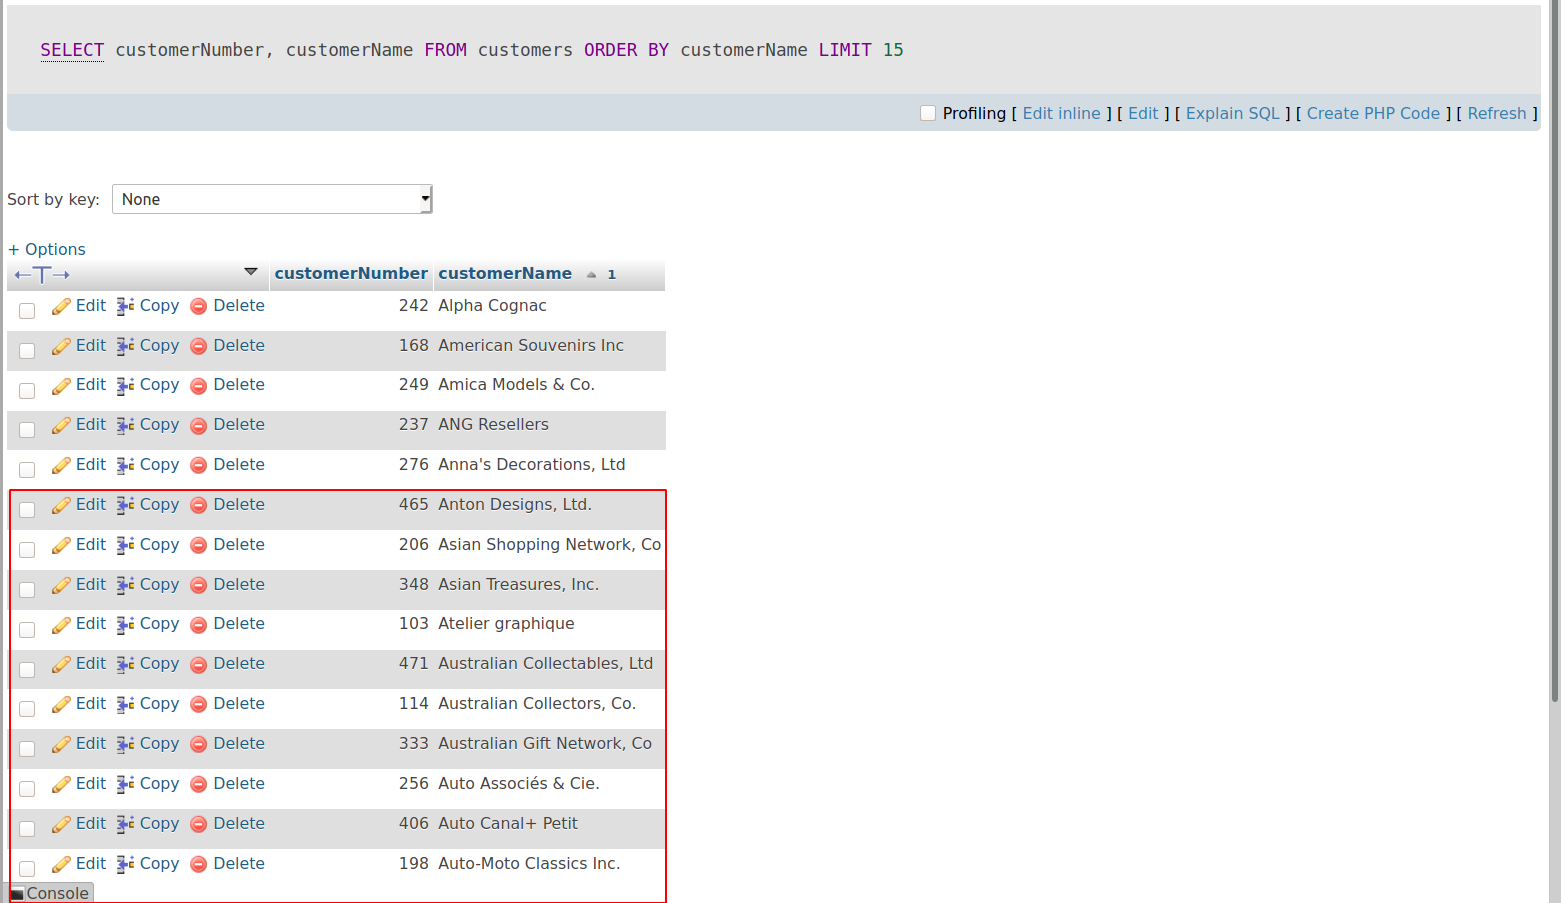 SELECT customerNumber, customerName FROM customers ORDER BY customerName LIMIT 15
Profiling [ Edit inline ] [ Edit ] [ Explain SQL ] [ Create PHP Code ] [ Refresh ]
Sort by key: None
+ Options
←T→ customerNumber customerName 1
Edit Copy Delete 242 Alpha Cognac
Edit Copy Delete 168 American Souvenirs Inc
Edit Copy Delete 249 Amica Models & Co.
Edit Copy Delete 237 ANG Resellers
Edit Copy Delete 276 Anna's Decorations, Ltd
Edit Copy Delete 465 Anton Designs, Ltd.
Edit Copy Delete 206 Asian Shopping Network, Co
Edit Copy Delete 348 Asian Treasures, Inc.
Edit Copy Delete 103 Atelier graphique
Edit Copy Delete 471 Australian Collectables, Ltd
Edit Copy Delete 114 Australian Collectors, Co.
Edit Copy Delete 333 Australian Gift Network, Co
Edit Copy Delete 256 Auto Associés & Cie.
Edit Copy Delete 406 Auto Canal+ Petit
Edit Copy Delete 198 Auto-Moto Classics Inc.
Console